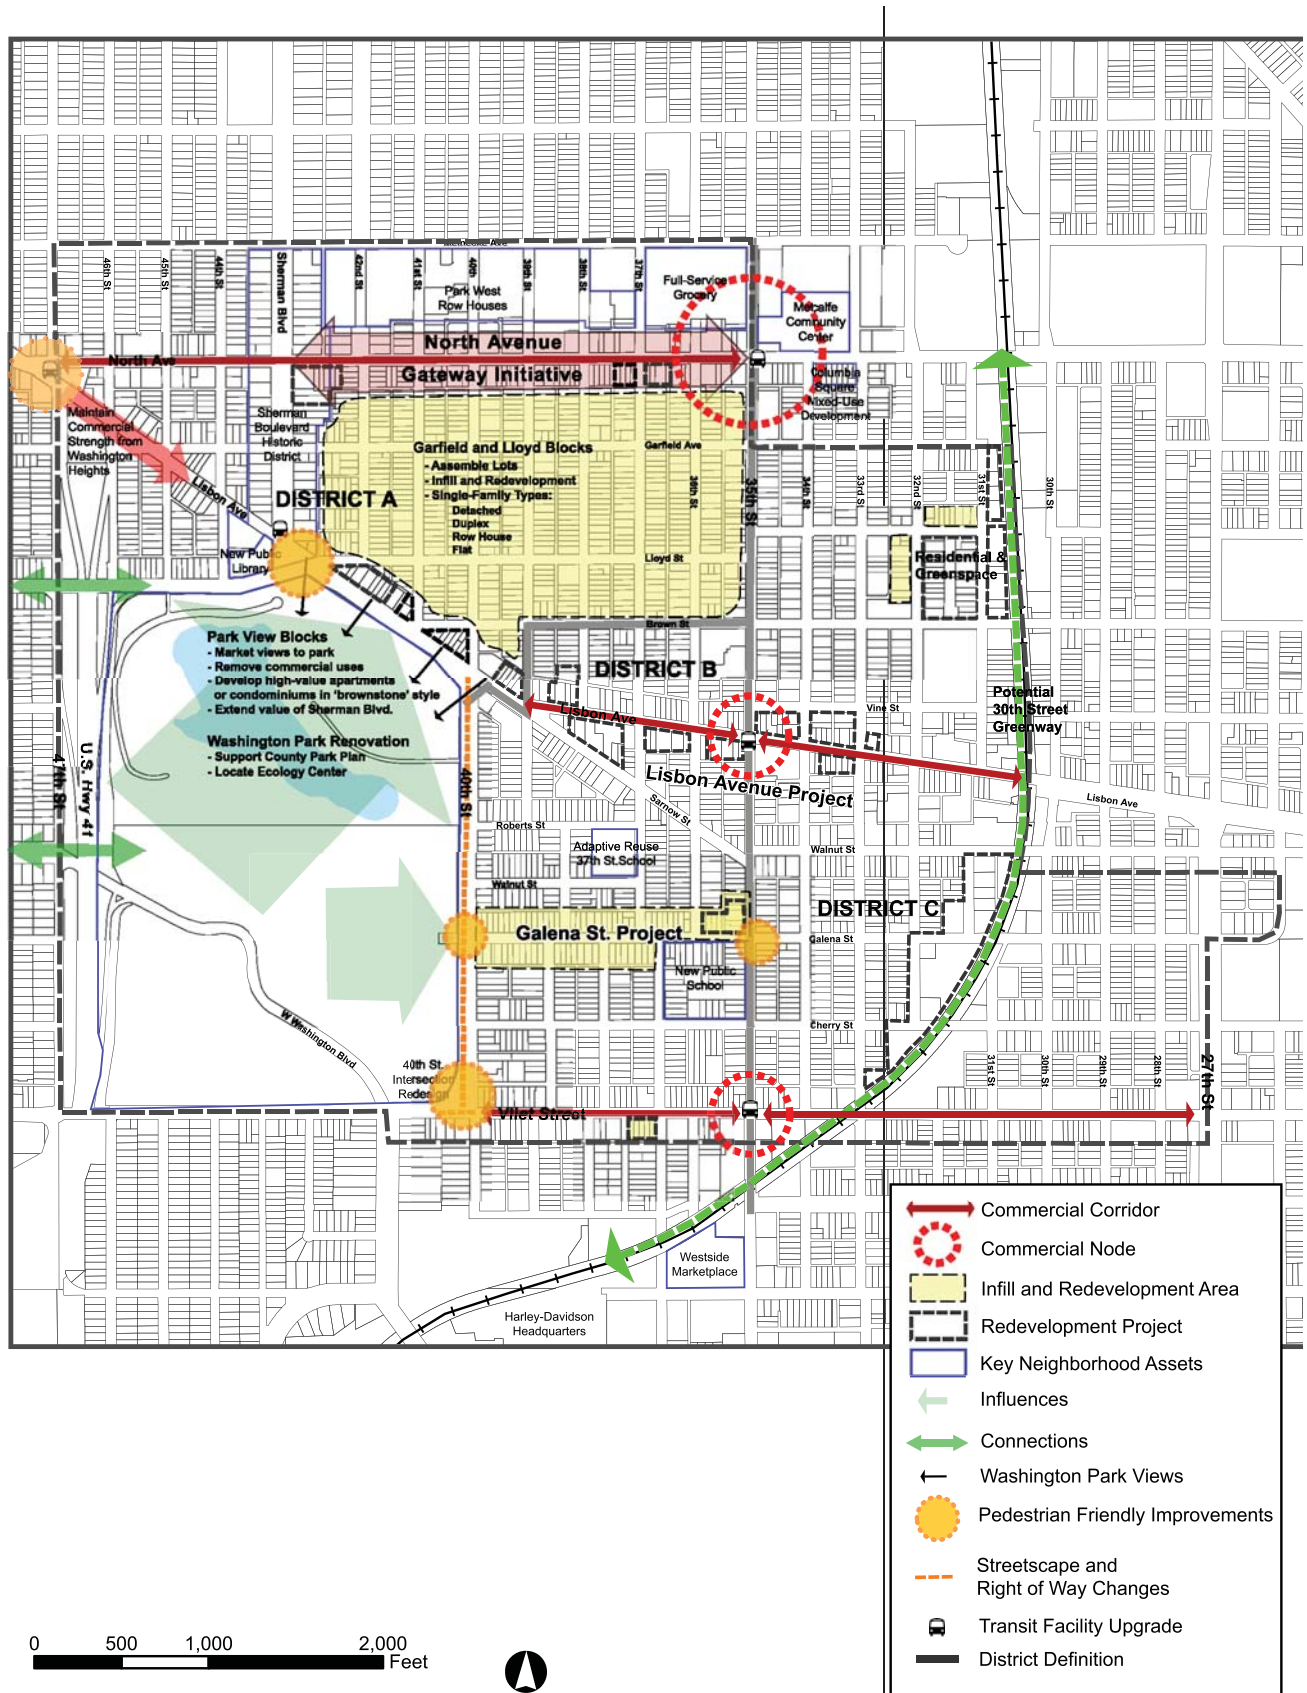 Meinecke Ave
46th St
45th St
44th St
Sherman Blvd
42nd St
41st St
40th
39th St
38th St
37th St
Park West
Row Houses
Full-Service
Grocery
Metcalfe
Community
Center
North Ave
North Avenue
Gateway Initiative
Columbia
Square
Mixed-Use
Development
Maintain
Commercial
Strength from
Washington
Heights
Sherman
Boulevard
Historic
District
Lisbon Ave
DISTRICT A
Garfield and Lloyd Blocks
- Assemble Lots
- Infill and Redevelopment
- Single-Family Types:
Detached
Duplex
Row House
Flat
Garfield Ave
36th St
35th St
34th St
33rd St
32nd St
31st St
30th St
Lloyd St
New Public
Library
Residential &
Greenspace
Brown St
Park View Blocks
- Market views to park
- Remove commercial uses
- Develop high-value apartments
or condominiums in 'brownstone' style
- Extend value of Sherman Blvd.
Washington Park Renovation
- Support County Park Plan
- Locate Ecology Center
DISTRICT B
Lisbon Ave
Vine St
Potential
30th Street
Greenway
U.S. Hwy 41
47th St
40th St
Lisbon Avenue Project
Lisbon Ave
Sarnow St
Roberts St
Adaptive Reuse
37th St.School
Walnut St
Walnut St
DISTRICT C
Galena St. Project
Galena St
New Public
School
W Washington Blvd
Cherry St
40th St.
Intersection
Redesign
31st St
30th St
29th St
28th St
27th St
Vliet Street
Westside
Marketplace
Harley-Davidson
Headquarters
Commercial Corridor
Commercial Node
Infill and Redevelopment Area
Redevelopment Project
Key Neighborhood Assets
Influences
Connections
Washington Park Views
Pedestrian Friendly Improvements
Streetscape and
Right of Way Changes
Transit Facility Upgrade
District Definition
0 500 1,000 2,000
Feet